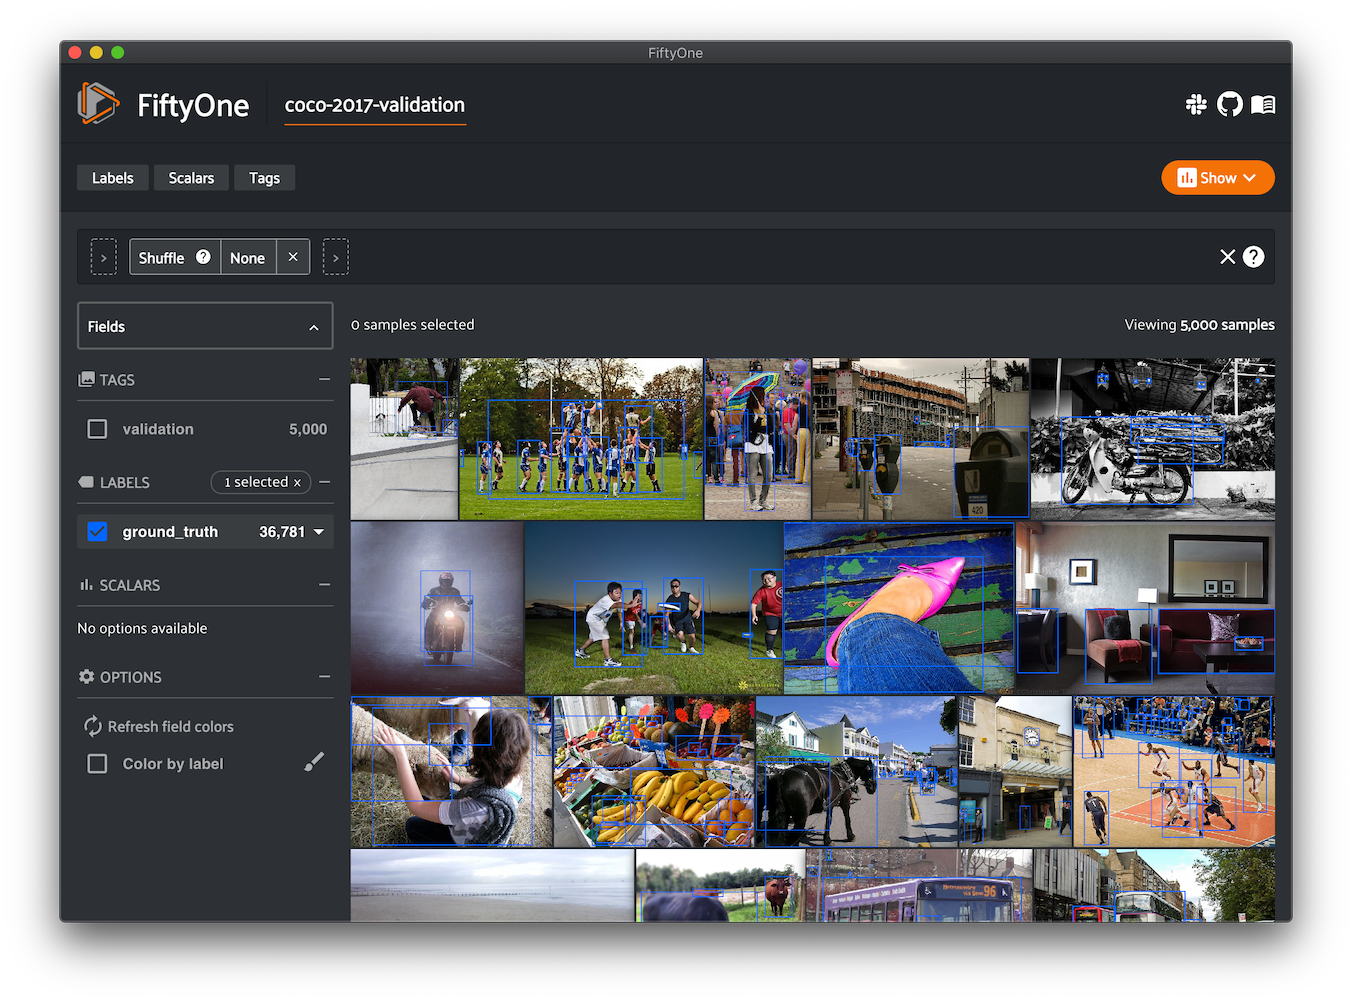 FiftyOne
FiftyOne
coco-2017-validation
Labels
Scalars
Tags
Show
Shuffle
None
Fields
0 samples selected
Viewing 5,000 samples
TAGS
validation
5,000
LABELS
1 selected ×
ground_truth
36,781
SCALARS
No options available
OPTIONS
Refresh field colors
Color by label
420
96